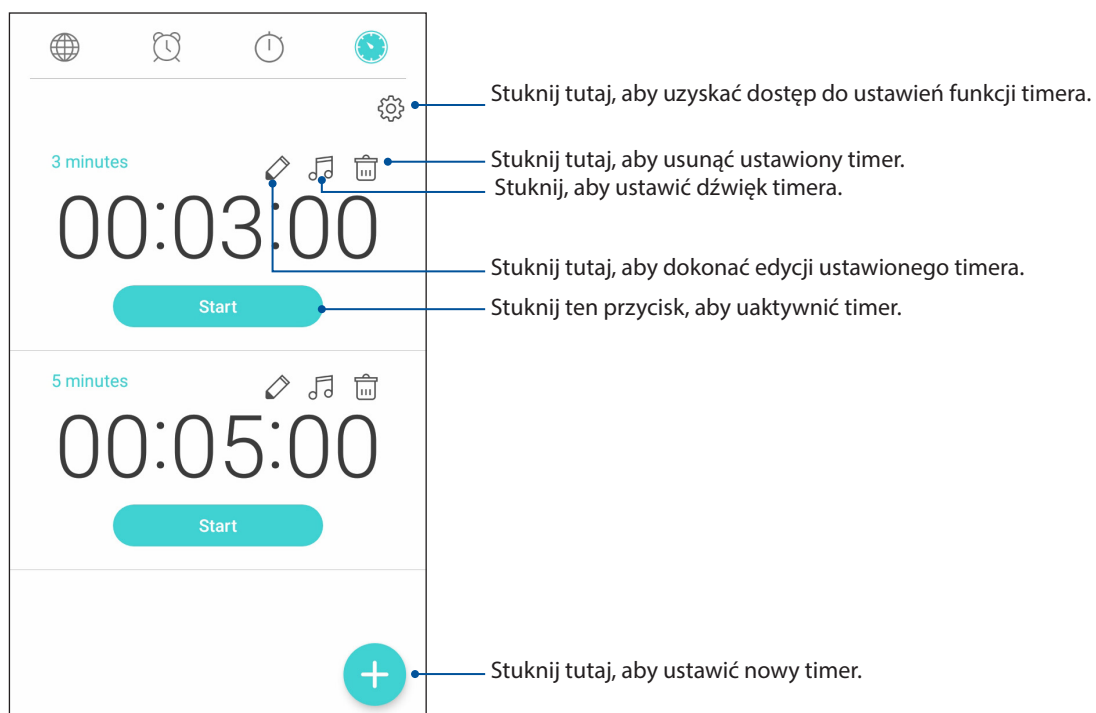 Stuknij tutaj, aby uzyskać dostęp do ustawień funkcji timera.
3 minutes
Stuknij tutaj, aby usunąć ustawiony timer.
Stuknij, aby ustawić dźwięk timera.
00:03:00
Stuknij tutaj, aby dokonać edycji ustawionego timera.
Start
Stuknij ten przycisk, aby uaktywnić timer.
5 minutes
00:05:00
Start
Stuknij tutaj, aby ustawić nowy timer.